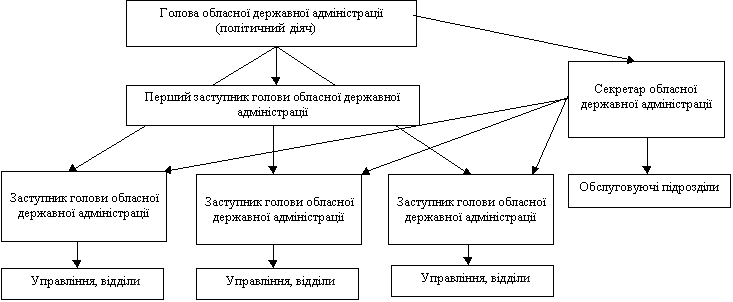 Голова обласної державної адміністрації
(політичний діяч)
Перший заступник голови обласної державної
адміністрації
Секретар обласної
державної адміністрації
Заступник голови обласної
державної адміністрації
Заступник голови обласної
державної адміністрації
Заступник голови обласної
державної адміністрації
Обслуговуючі підрозділи
Управління, відділи
Управління, відділи
Управління, відділи